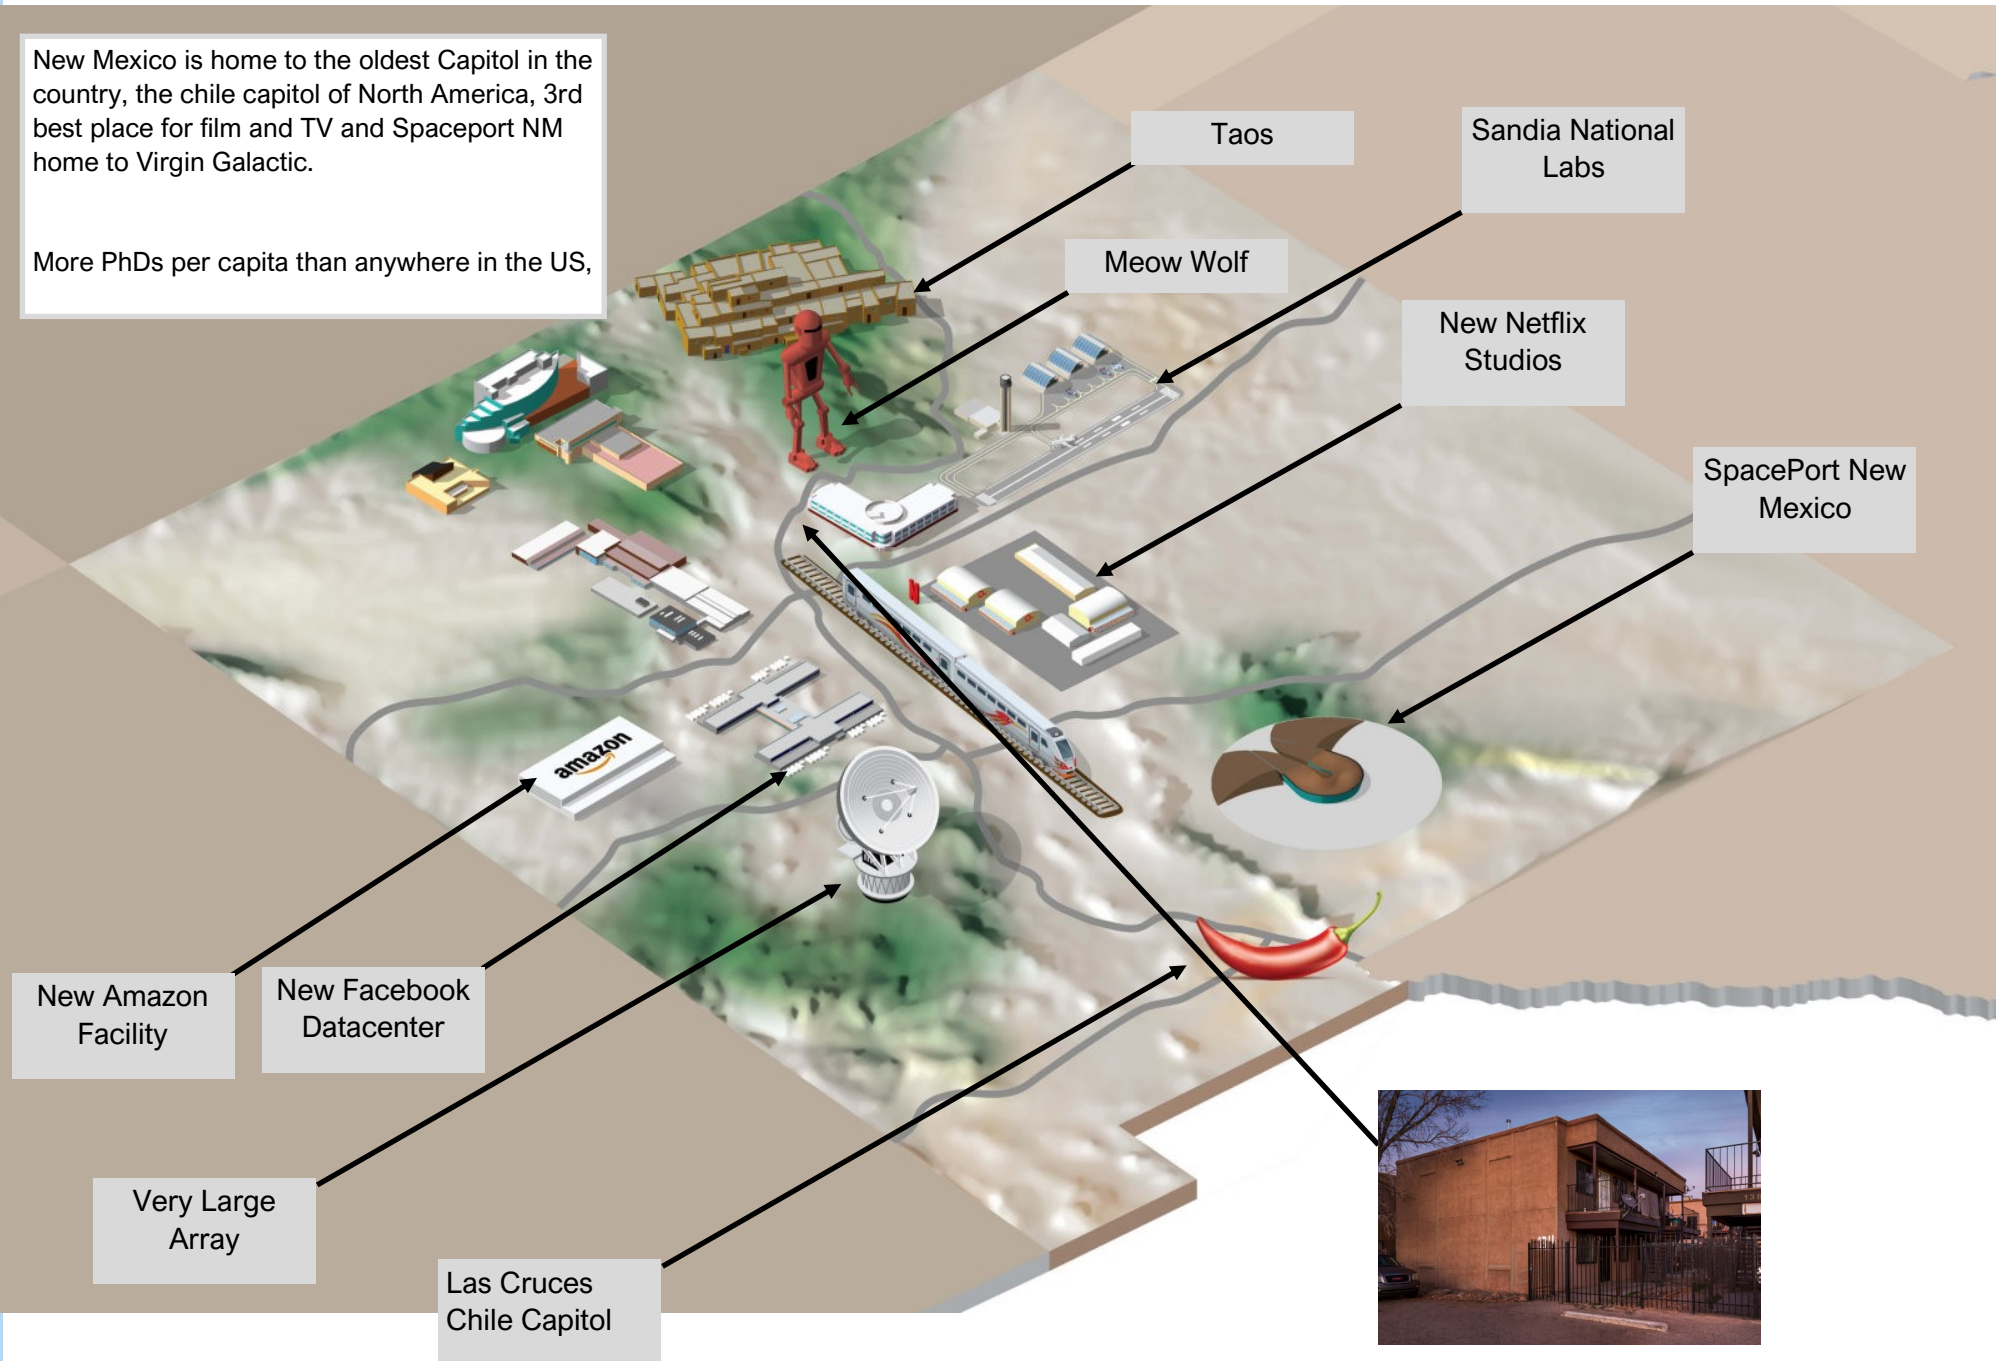 New Mexico is home to the oldest Capitol in the
country, the chile capitol of North America, 3rd
best place for film and TV and Spaceport NM
home to Virgin Galactic.
More PhDs per capita than anywhere in the US,
Taos
Sandia National
Labs
Meow Wolf
New Netflix
Studios
SpacePort New
Mexico
N
amazon
New Amazon
Facility
New Facebook
Datacenter
Very Large
Array
Las Cruces
Chile Capitol